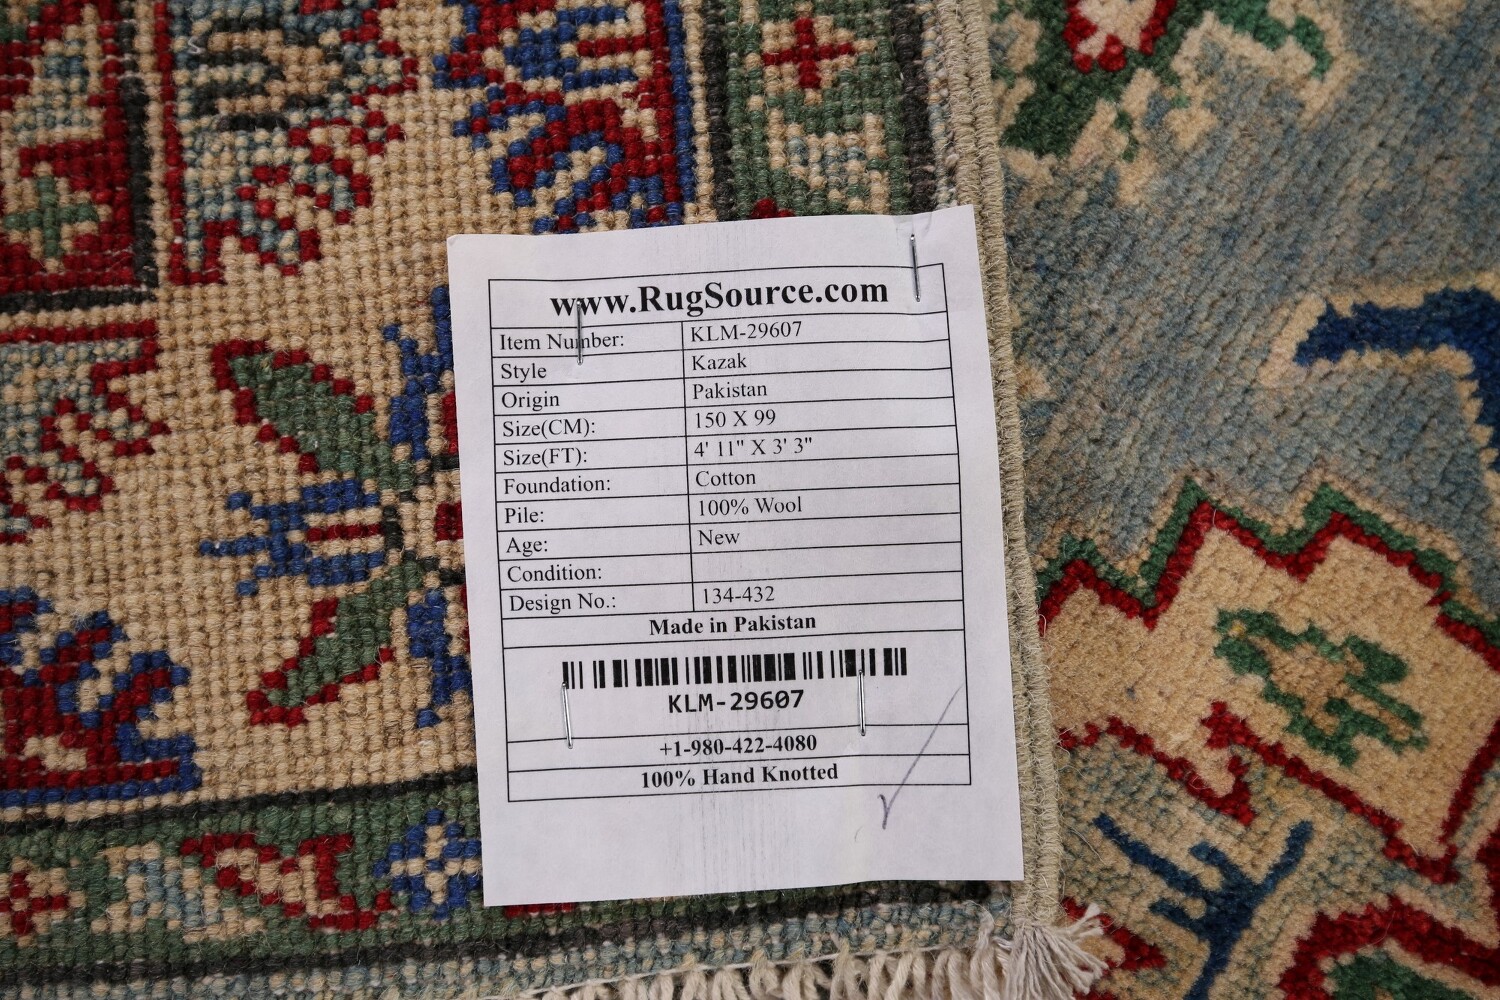 www.RugSource.com
Item Number: KLM-29607
Style Kazak
Origin Pakistan
Size(CM): 150 X 99
Size(FT): 4' 11" X 3' 3"
Foundation: Cotton
Pile: 100% Wool
Age: New
Condition:
Design No.: 134-432
Made in Pakistan
KLM-29607
+1-980-422-4080
100% Hand Knotted